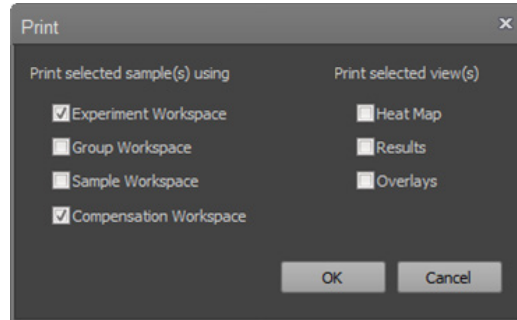 Print
Print selected sample(s) using
Experiment Workspace
Group Workspace
Sample Workspace
Compensation Workspace
Print selected view(s)
Heat Map
Results
Overlays
OK
Cancel